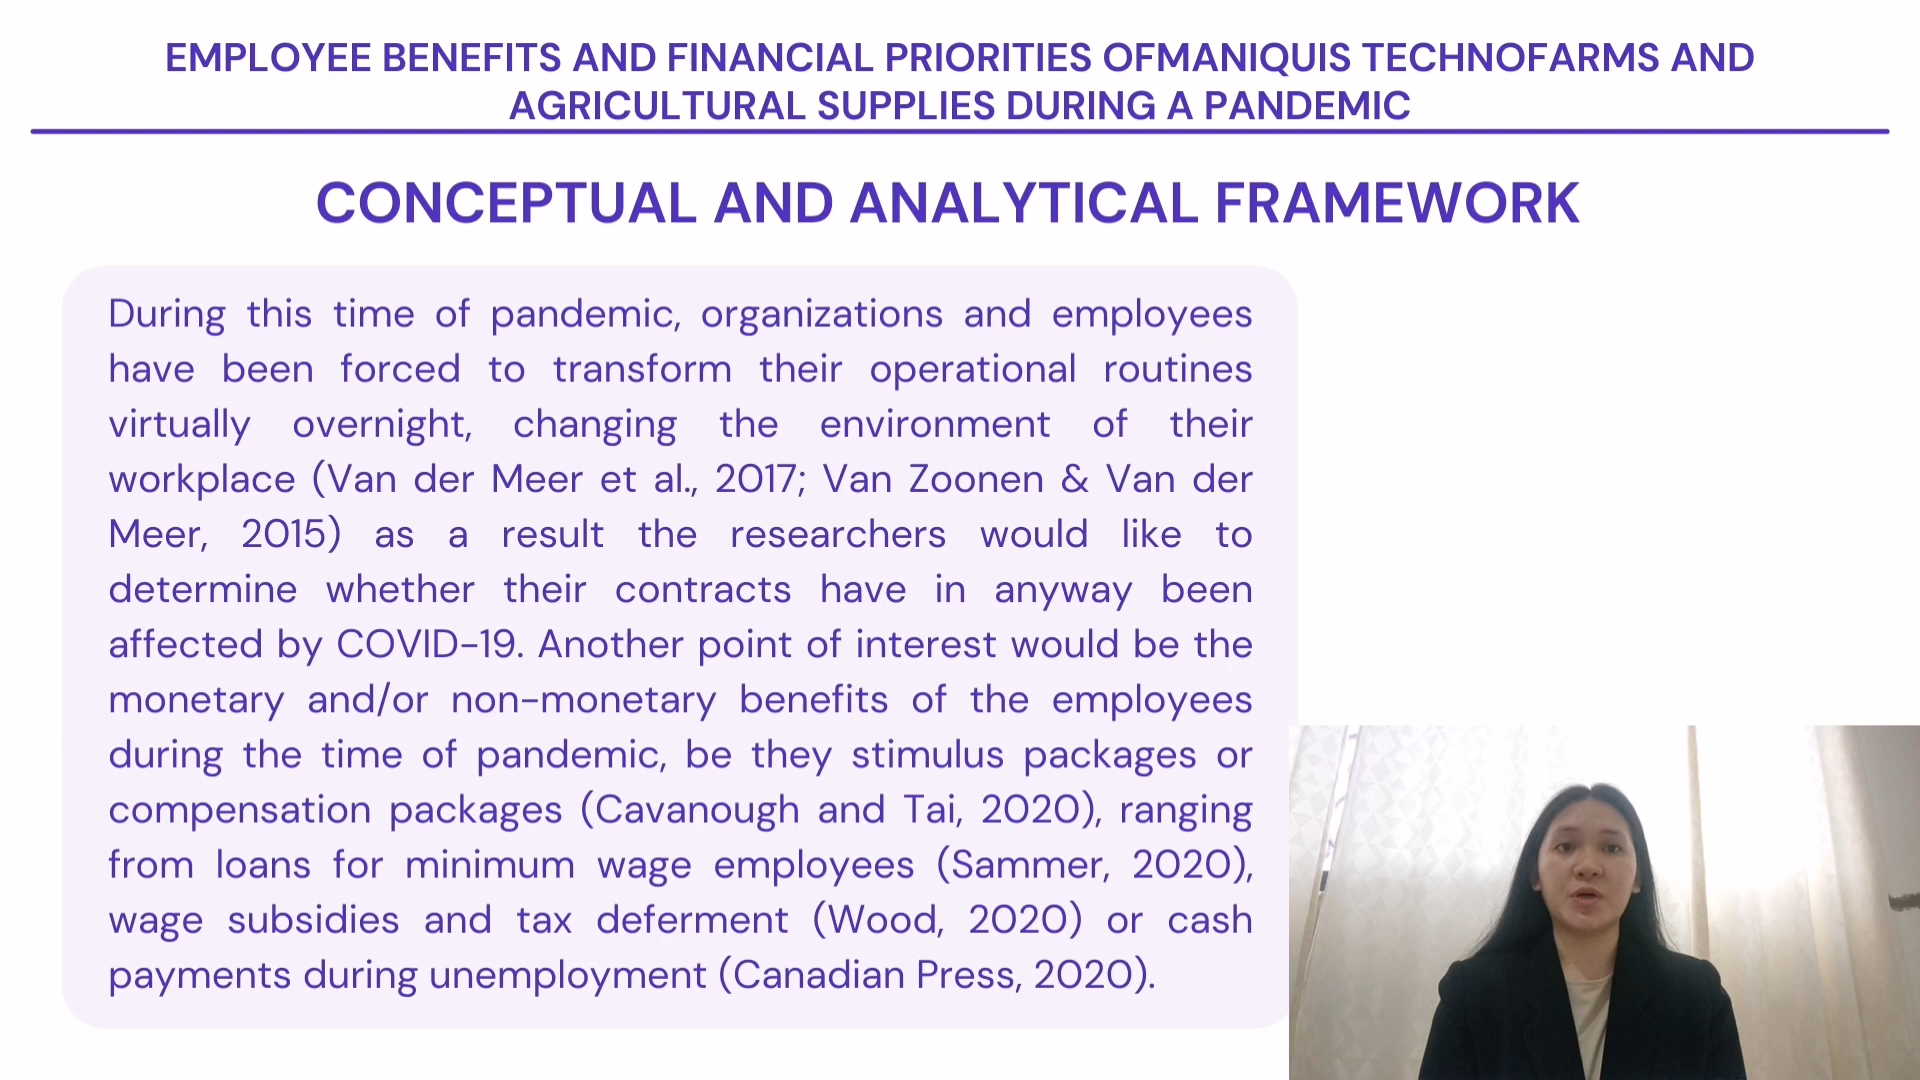 EMPLOYEE BENEFITS AND FINANCIAL PRIORITIES OFMANIQUIS TECHNOFARMS AND
AGRICULTURAL SUPPLIES DURING A PANDEMIC
CONCEPTUAL AND ANALYTICAL FRAMEWORK
During this time of pandemic, organizations and employees
have been forced to transform their operational routines
virtually overnight, changing the environment of their
workplace (Van der Meer et al., 2017; Van Zoonen & Van der
Meer, 2015) as a result the researchers would like to
determine whether their contracts have in anyway been
affected by COVID-19. Another point of interest would be the
monetary and/or non-monetary benefits of the employees
during the time of pandemic, be they stimulus packages or
compensation packages (Cavanough and Tai, 2020), ranging
from loans for minimum wage employees (Sammer, 2020),
wage subsidies and tax deferment (Wood, 2020) or cash
payments during unemployment (Canadian Press, 2020).